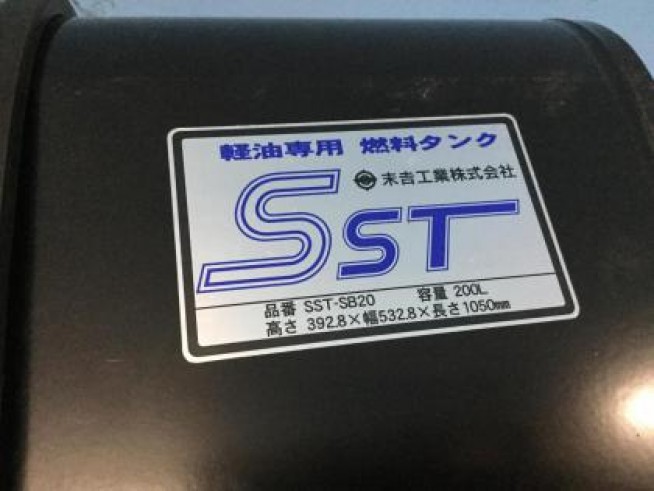 軽油専用 燃料タンク
末吉工業株式会社
SST
品番 SST-SB20 容量 200L
高さ 392.8×幅532.8×長さ1050mm